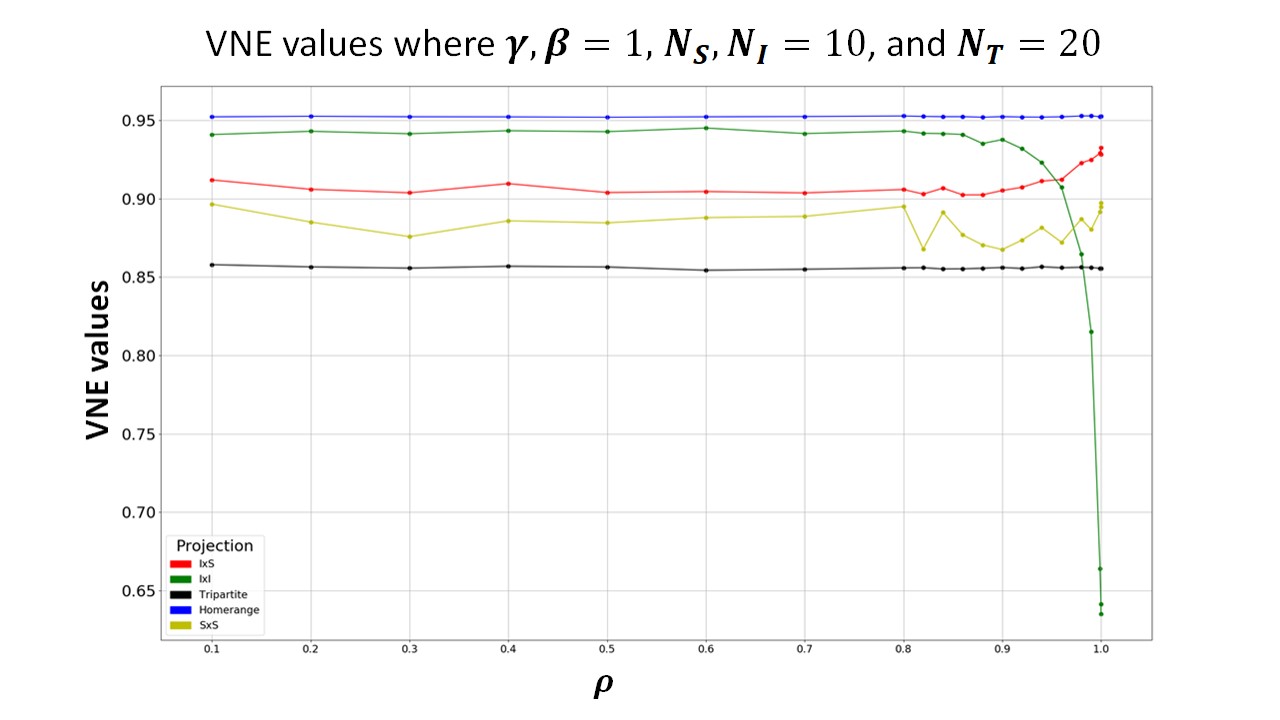 VNE values where γ, β = 1, N_S, N_I = 10, and N_T = 20
VNE values
0.95
0.90
0.85
0.80
0.75
0.70
0.65
Projection
IxS
IxI
Tripartite
Homerange
SxS
0.1 0.2 0.3 0.4 0.5 0.6 0.7 0.8 0.9 1.0
ρ